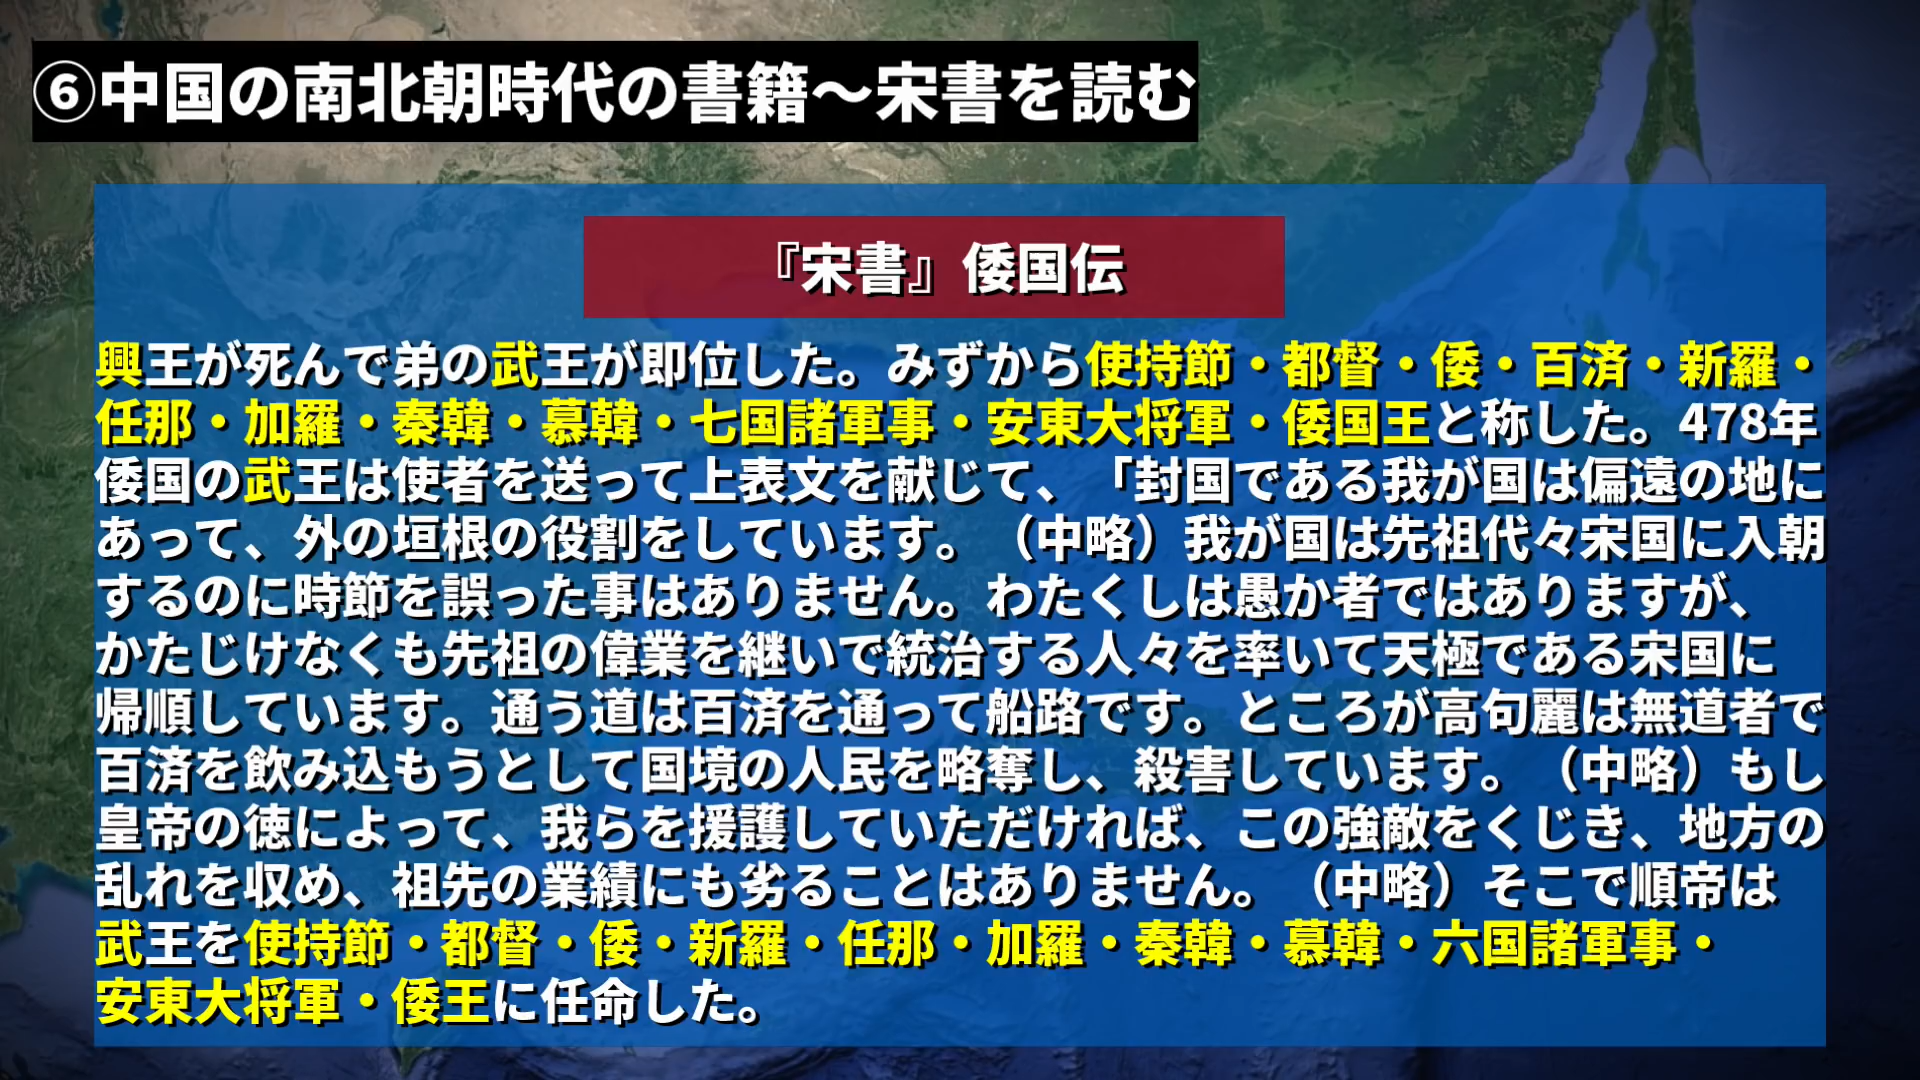 ⑥中国の南北朝時代の書籍～宋書を読む
『宋書』倭国伝
興王が死んで弟の武王が即位した。みずから使持節・都督・倭・百済・新羅・
任那・加羅・秦韓・慕韓・七国諸軍事・安東大将軍・倭国王と称した。478年
倭国の武王は使者を送って上表文を献じて、「封国である我が国は偏遠の地に
あって、外の垣根の役割をしています。（中略）我が国は先祖代々宋国に入朝
するのに時節を誤った事はありません。わたくしは愚か者ではありますが、
かたじけなくも先祖の偉業を継いで統治する人々を率いて天極である宋国に
帰順しています。通う道は百済を通って船路です。ところが高句麗は無道者で
百済を飲み込もうとして国境の人民を略奪し、殺害しています。（中略）もし
皇帝の徳によって、我らを援護していただければ、この強敵をくじき、地方の
乱れを収め、祖先の業績にも劣ることはありません。（中略）そこで順帝は
武王を使持節・都督・倭・新羅・任那・加羅・秦韓・慕韓・六国諸軍事・
安東大将軍・倭王に任命した。